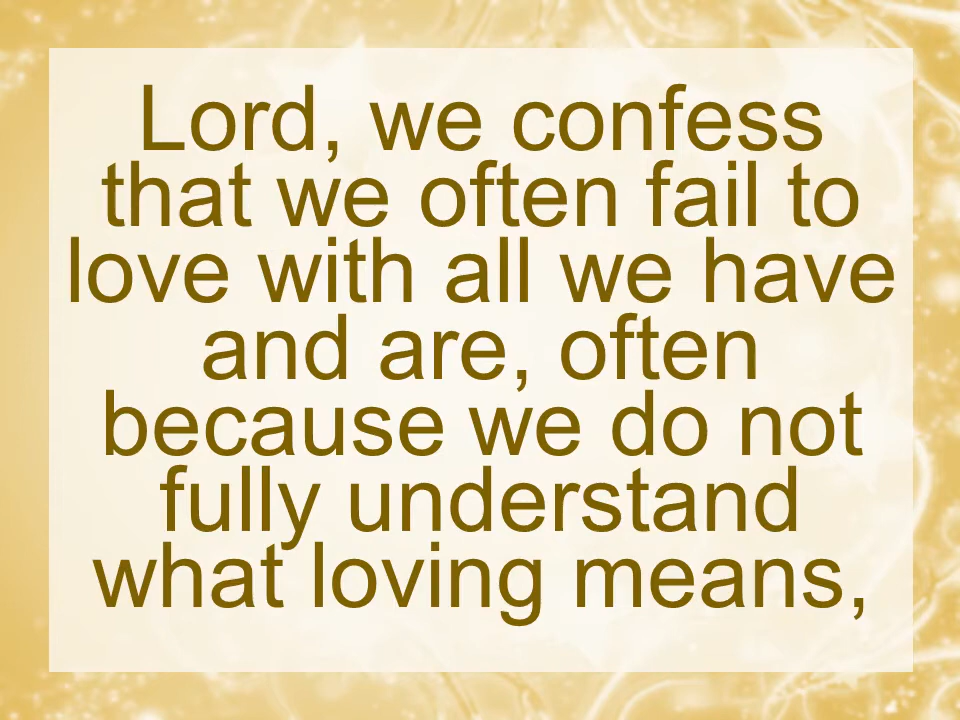 Lord, we confess
that we often fail to
love with all we have
and are, often
because we do not
fully understand
what loving means,